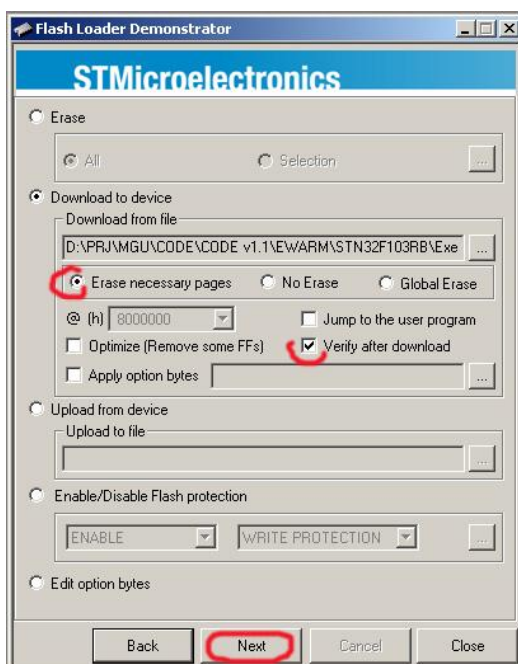 Flash Loader Demonstrator
STMicroelectronics
Erase
All Selection ...
Download to device
Download from file
D:\PRJ\MGU\CODE\CODE v1.1\EWARM\STN32F103RB\Exe ...
Erase necessary pages No Erase Global Erase
@ (h) 8000000 Jump to the user program
Optimize (Remove some FFs) Verify after download
Apply option bytes ...
Upload from device
Upload to file
...
Enable/Disable Flash protection
ENABLE WRITE PROTECTION ...
Edit option bytes
Back Next Cancel Close